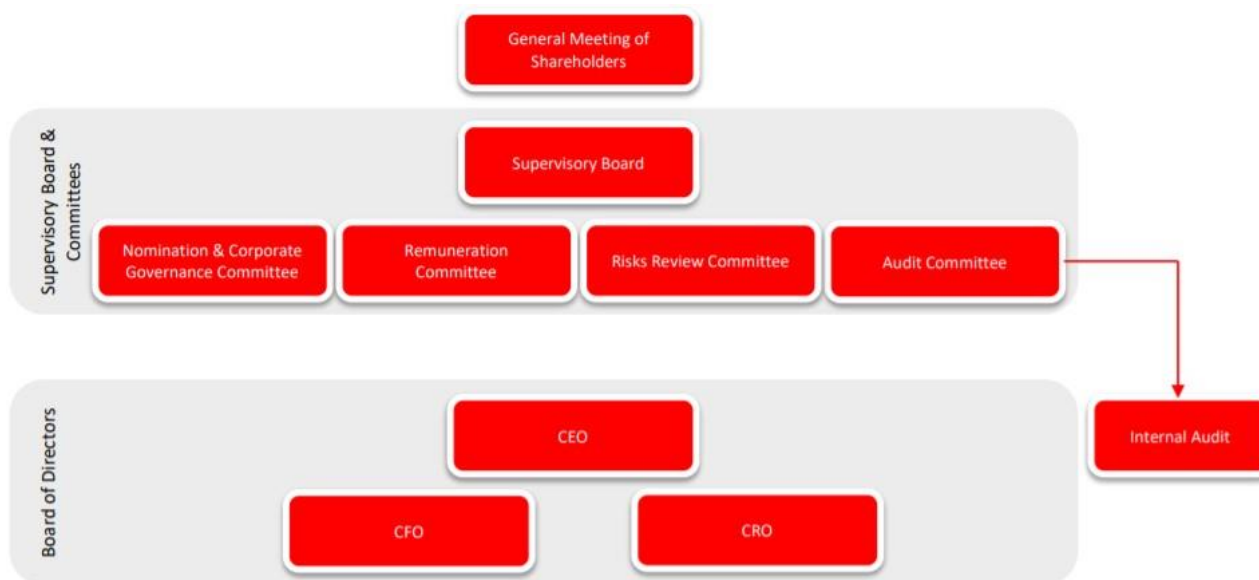 General Meeting of
Shareholders
Supervisory Board &
Committees
Supervisory Board
Nomination & Corporate
Governance Committee
Remuneration
Committee
Risks Review Committee
Audit Committee
Board of Directors
CEO
Internal Audit
CFO
CRO